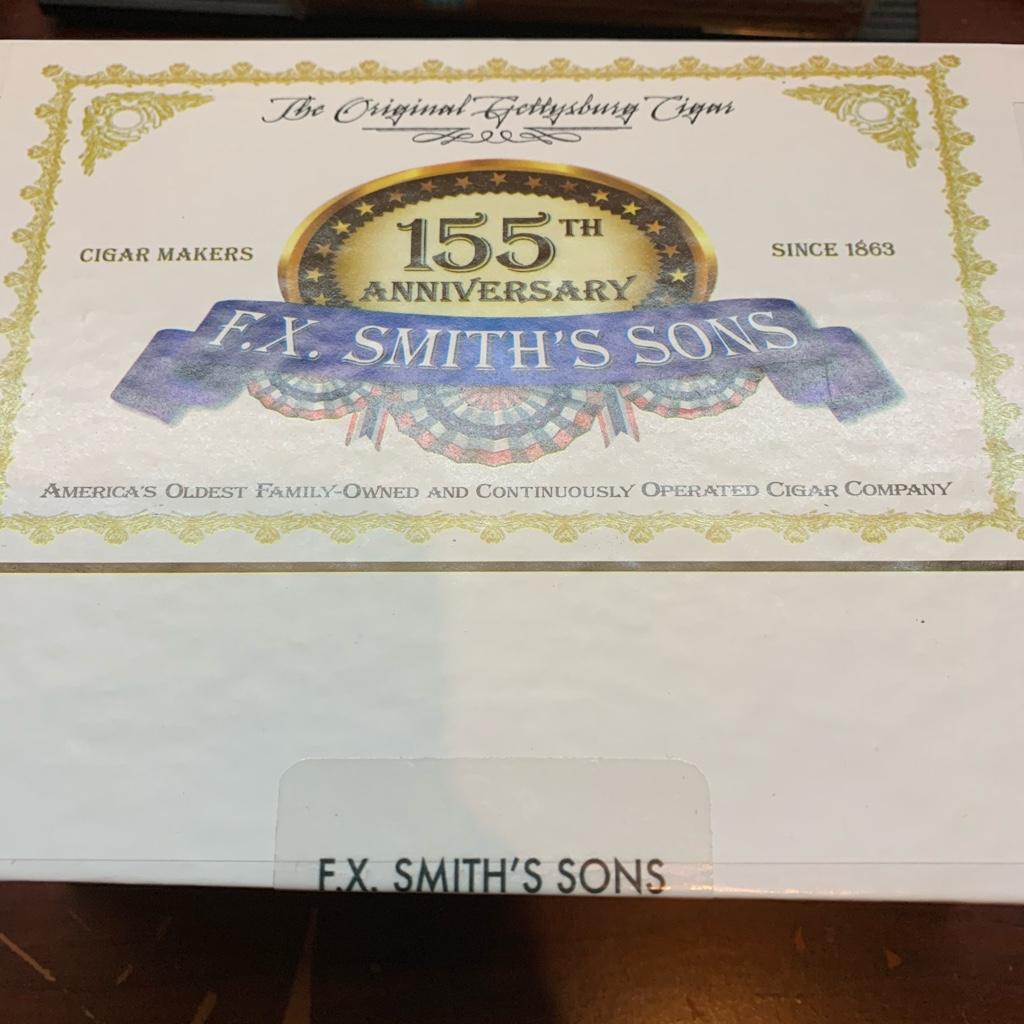 The Original Gettysburg Cigar
155TH
ANNIVERSARY
CIGAR MAKERS
SINCE 1863
F.X. SMITH'S SONS
AMERICA'S OLDEST FAMILY-OWNED AND CONTINUOUSLY OPERATED CIGAR COMPANY
F.X. SMITH'S SONS